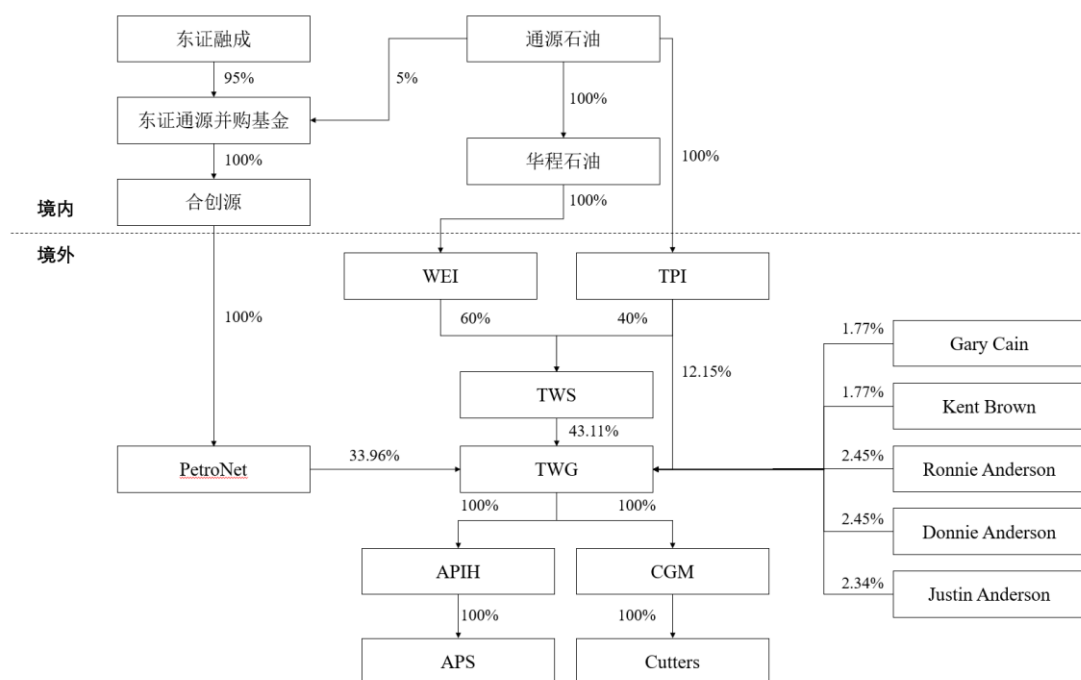 东证融成
通源石油
95%
5%
100%
东证通源并购基金
100%
华程石油
100%
合创源
100%
境内
境外
WEI
TPI
100%
60%
40%
1.77%
Gary Cain
12.15%
TWS
1.77%
Kent Brown
43.11%
PetroNet
33.96%
TWG
2.45%
Ronnie Anderson
100%
100%
2.45%
Donnie Anderson
APIH
CGM
2.34%
Justin Anderson
100%
100%
APS
Cutters
100%